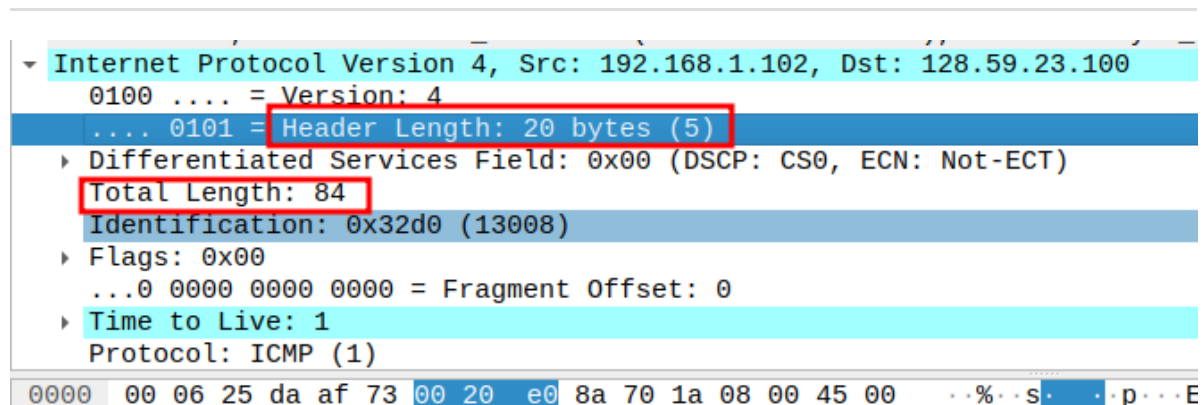 Internet Protocol Version 4, Src: 192.168.1.102, Dst: 128.59.23.100
0100 .... = Version: 4
.... 0101 = Header Length: 20 bytes (5)
Differentiated Services Field: 0x00 (DSCP: CS0, ECN: Not-ECT)
Total Length: 84
Identification: 0x32d0 (13008)
Flags: 0x00
...0 0000 0000 0000 = Fragment Offset: 0
Time to Live: 1
Protocol: ICMP (1)
0000 00 06 25 da af 73 00 20 e0 8a 70 1a 08 00 45 00 ··%··s· ··p···E